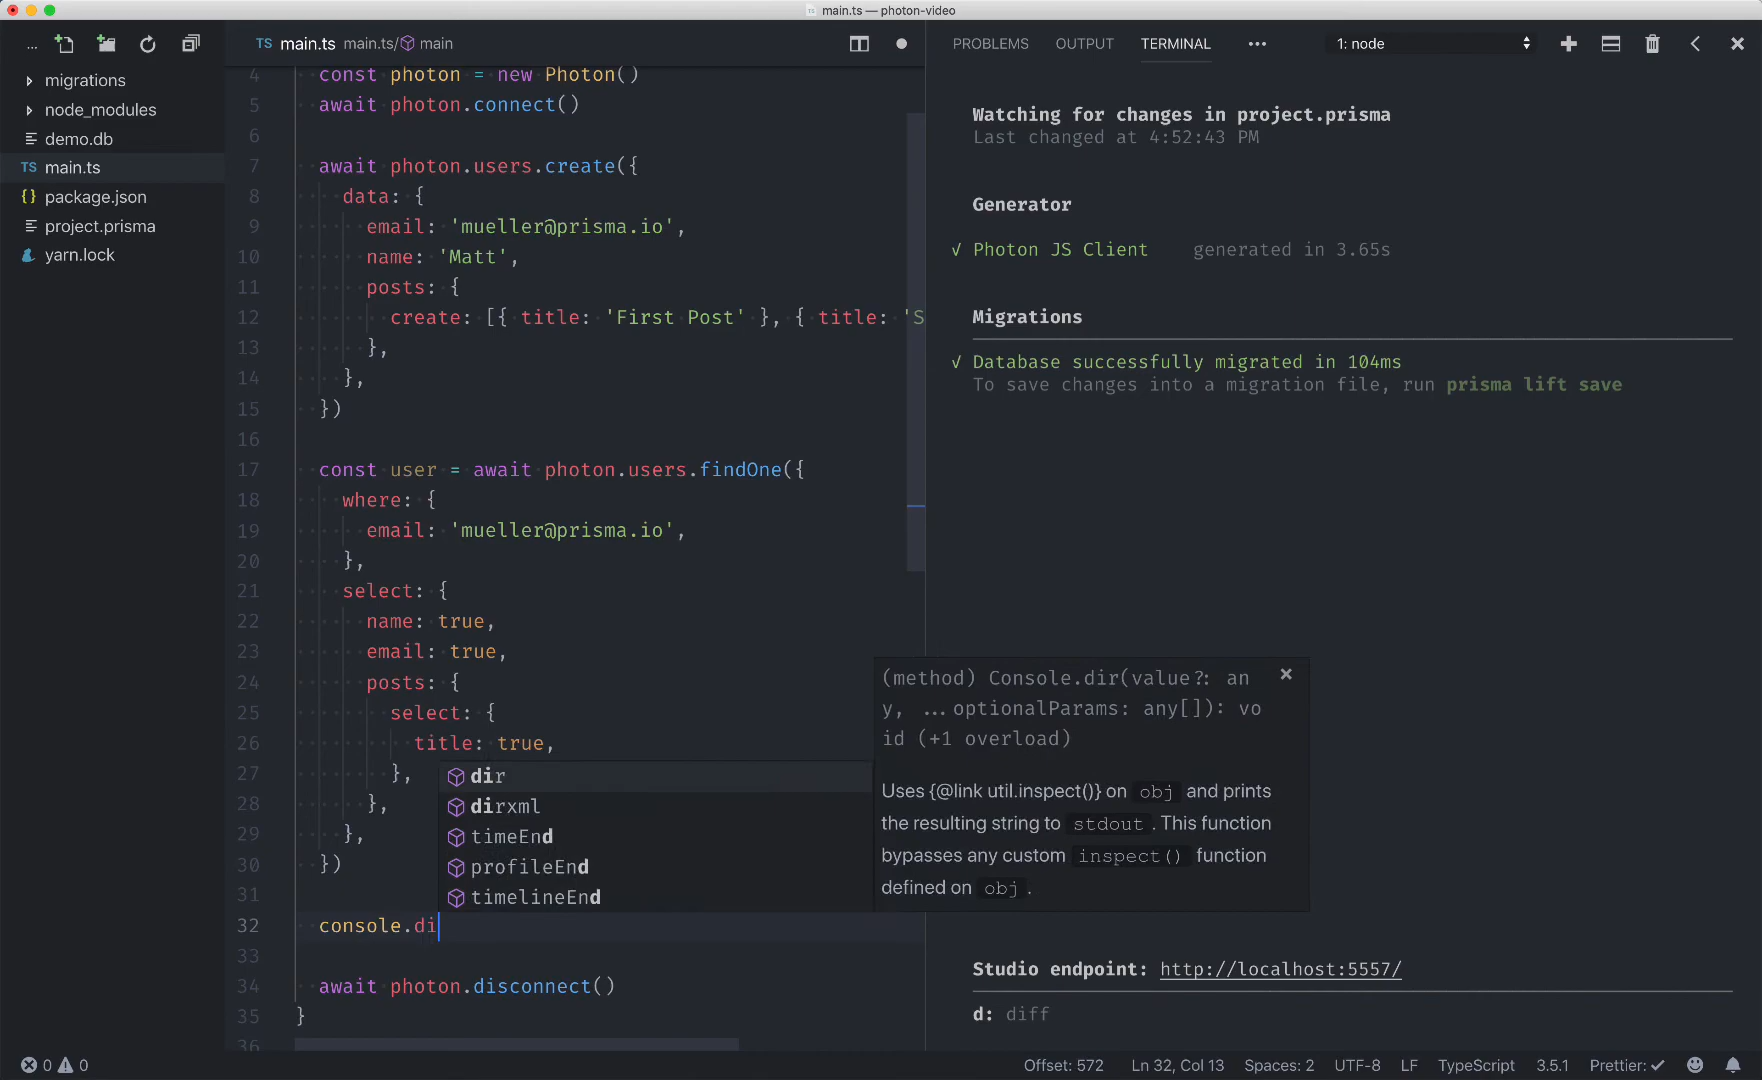 main.ts — photon-video
...
TS main.ts main.ts/ main
PROBLEMS OUTPUT TERMINAL ••• 1: node
migrations
node_modules
demo.db
TS main.ts
{ } package.json
project.prisma
yarn.lock
4 const photon = new Photon()
5 await photon.connect()
6
7 await photon.users.create({
8 data: {
9 email: 'mueller@prisma.io',
10 name: 'Matt',
11 posts: {
12 create: [{ title: 'First Post' }, { title: 'S
13 },
14 },
15 })
16
17 const user = await photon.users.findOne({
18 where: {
19 email: 'mueller@prisma.io',
20 },
21 select: {
22 name: true,
23 email: true,
24 posts: {
25 select: {
26 title: true,
27 },
28 },
29 },
30 })
31
32 console.di
33
34 await photon.disconnect()
35 }
36
dir
dirxml
timeEnd
profileEnd
timelineEnd
(method) Console.dir(value?: an
y, ...optionalParams: any[]): vo
id (+1 overload)
Uses {@link util.inspect()} on obj and prints
the resulting string to stdout . This function
bypasses any custom inspect() function
defined on obj .
Watching for changes in project.prisma
Last changed at 4:52:43 PM
Generator
√ Photon JS Client generated in 3.65s
Migrations
√ Database successfully migrated in 104ms
To save changes into a migration file, run prisma lift save
Studio endpoint: http://localhost:5557/
d: diff
0 0
Offset: 572 Ln 32, Col 13 Spaces: 2 UTF-8 LF TypeScript 3.5.1 Prettier: ✓